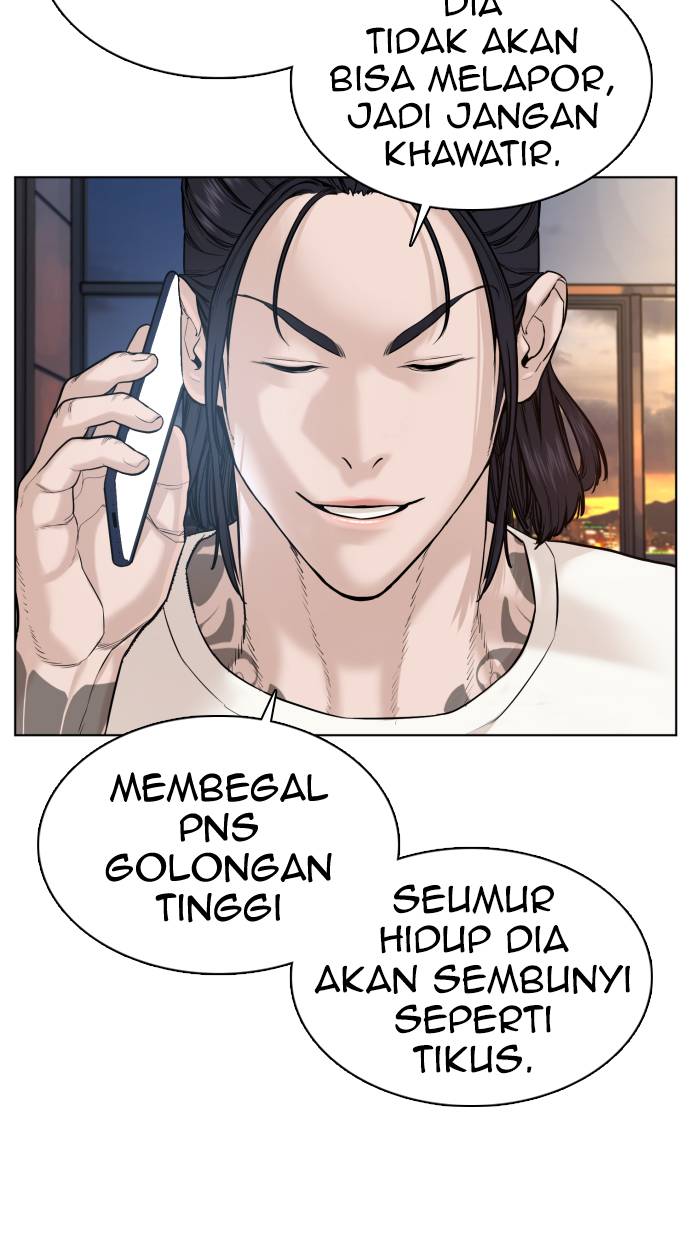 DIA
TIDAK AKAN
BISA MELAPOR,
JADI JANGAN
KHAWATIR.
MEMBEGAL
PNS
GOLONGAN
TINGGI
SEUMUR
HIDUP DIA
AKAN SEMBUNYI
SEPERTI
TIKUS.